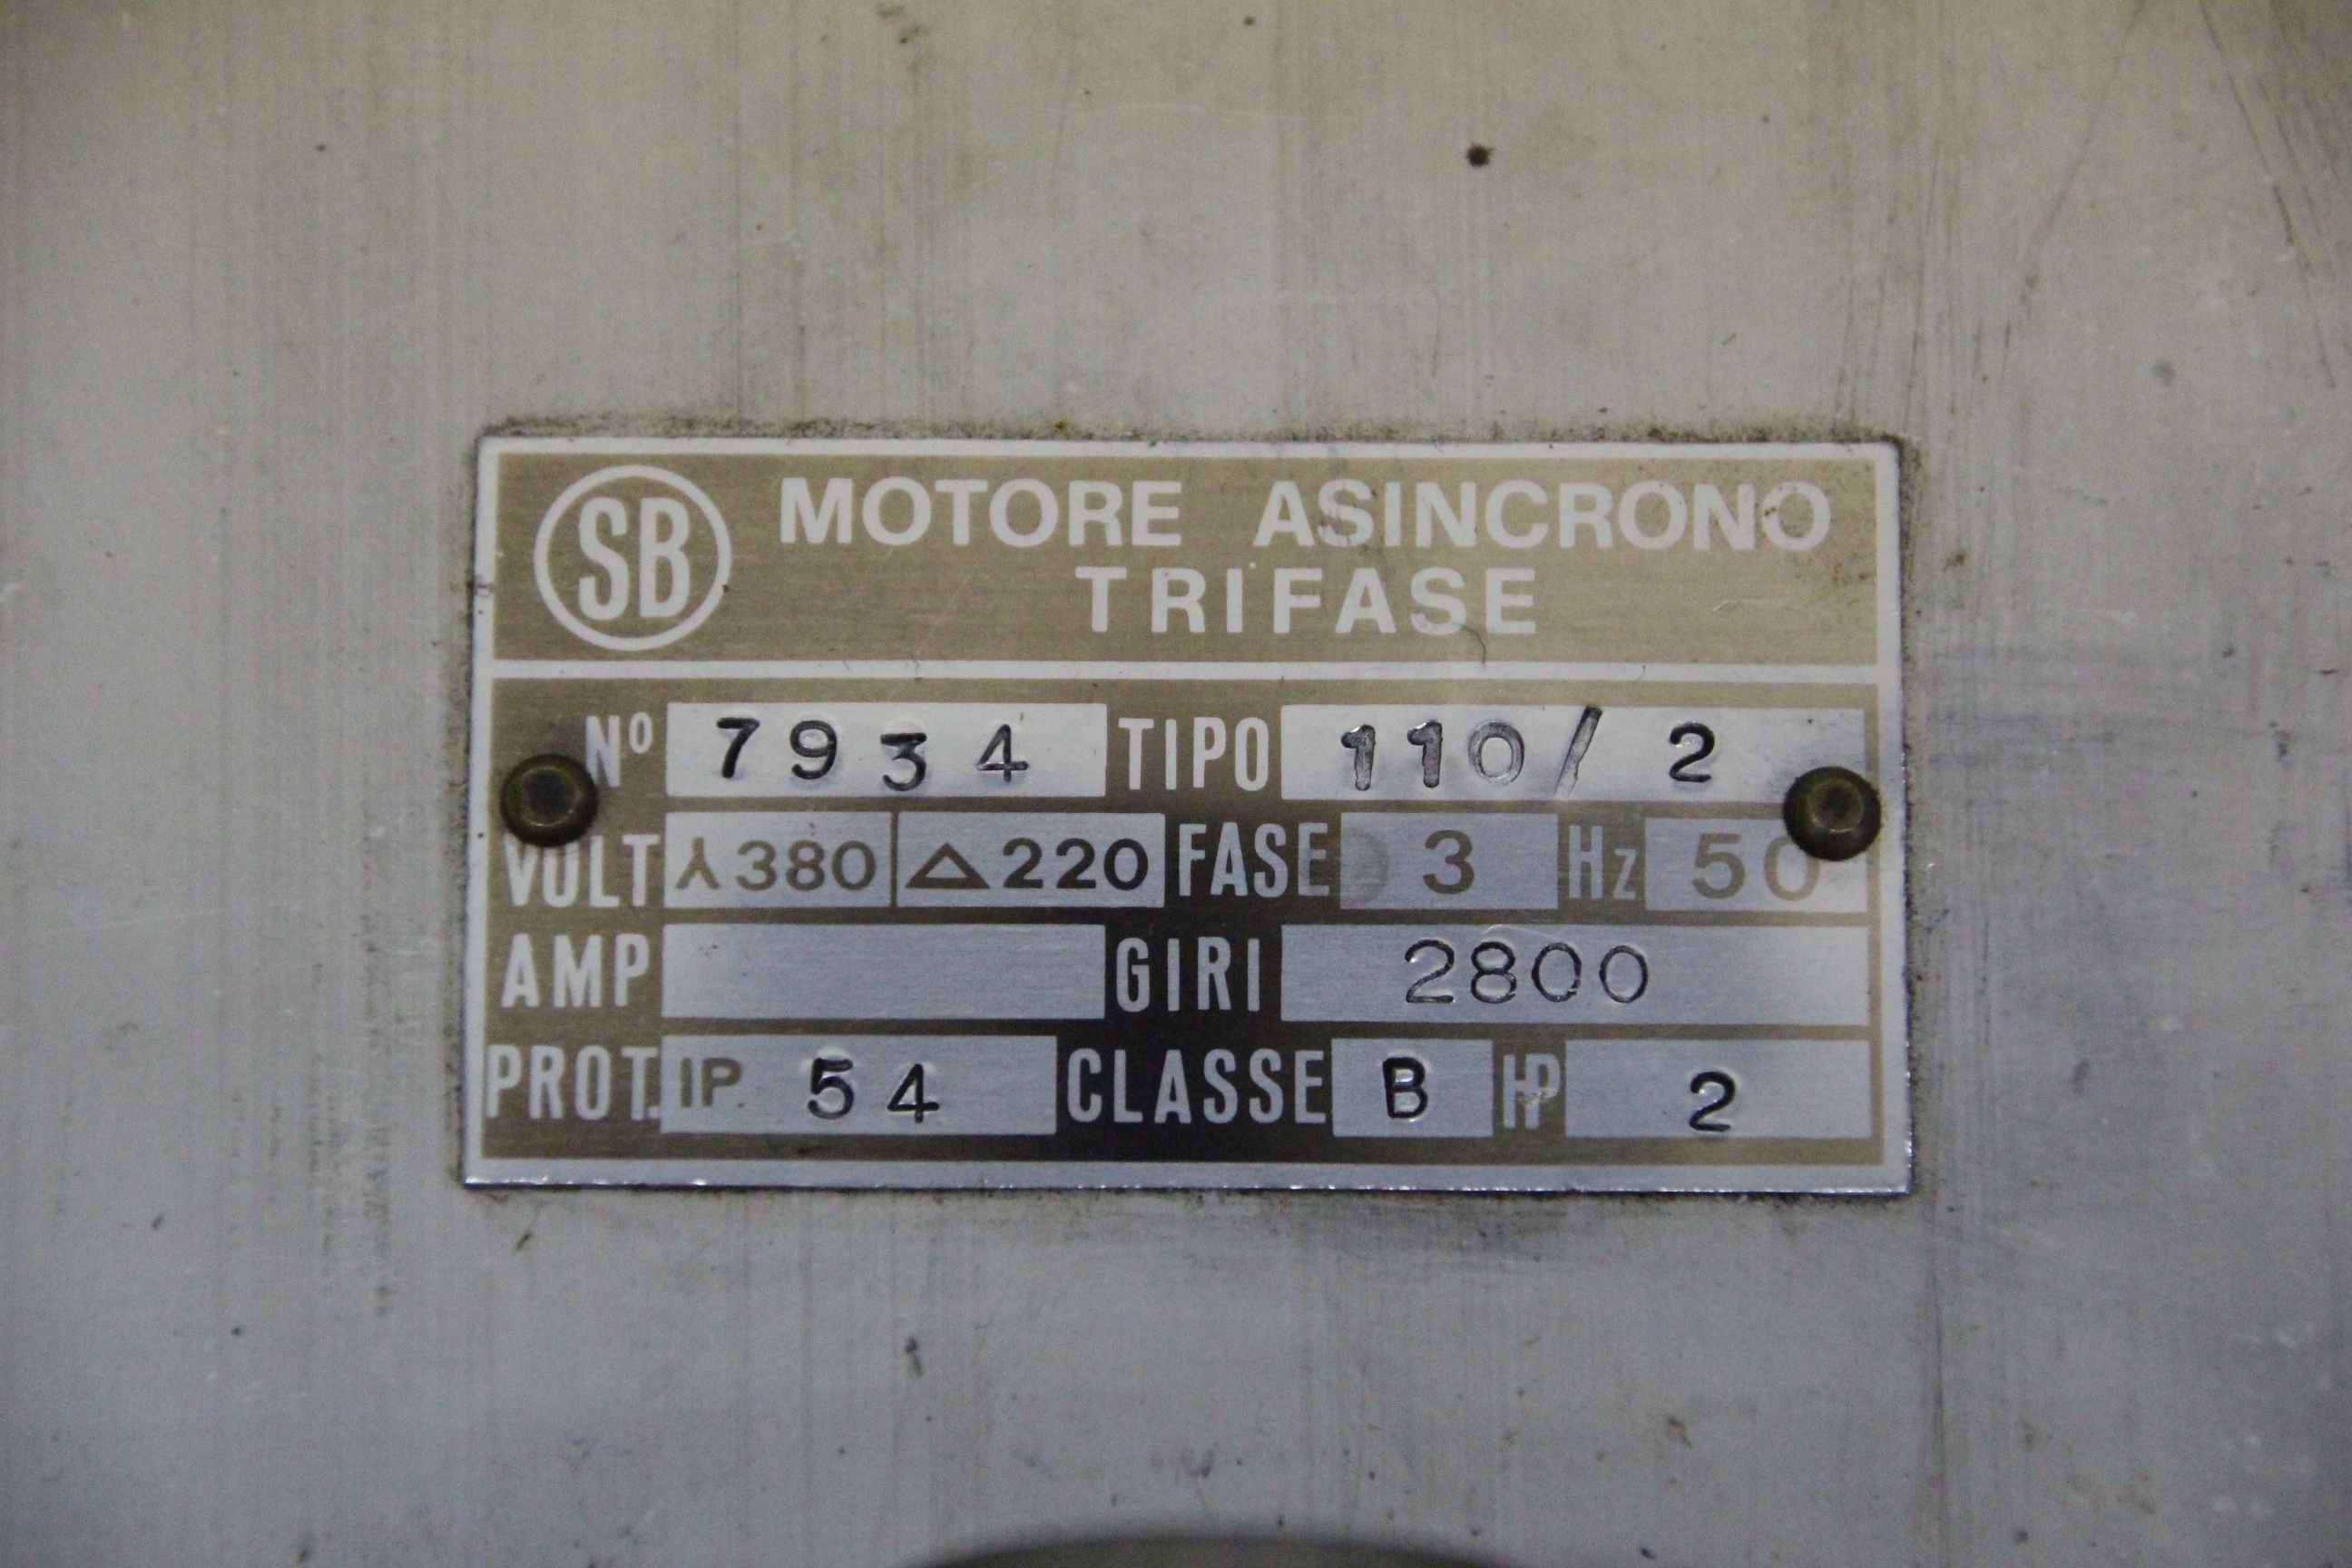 SB MOTORE ASINCRONO
TRIFASE
Nº 7934 TIPO 110/2
VOLT ⅄ 380 △ 220 FASE 3 Hz 50
AMP GIRI 2800
PROT. IP. 54 CLASSE B HP 2